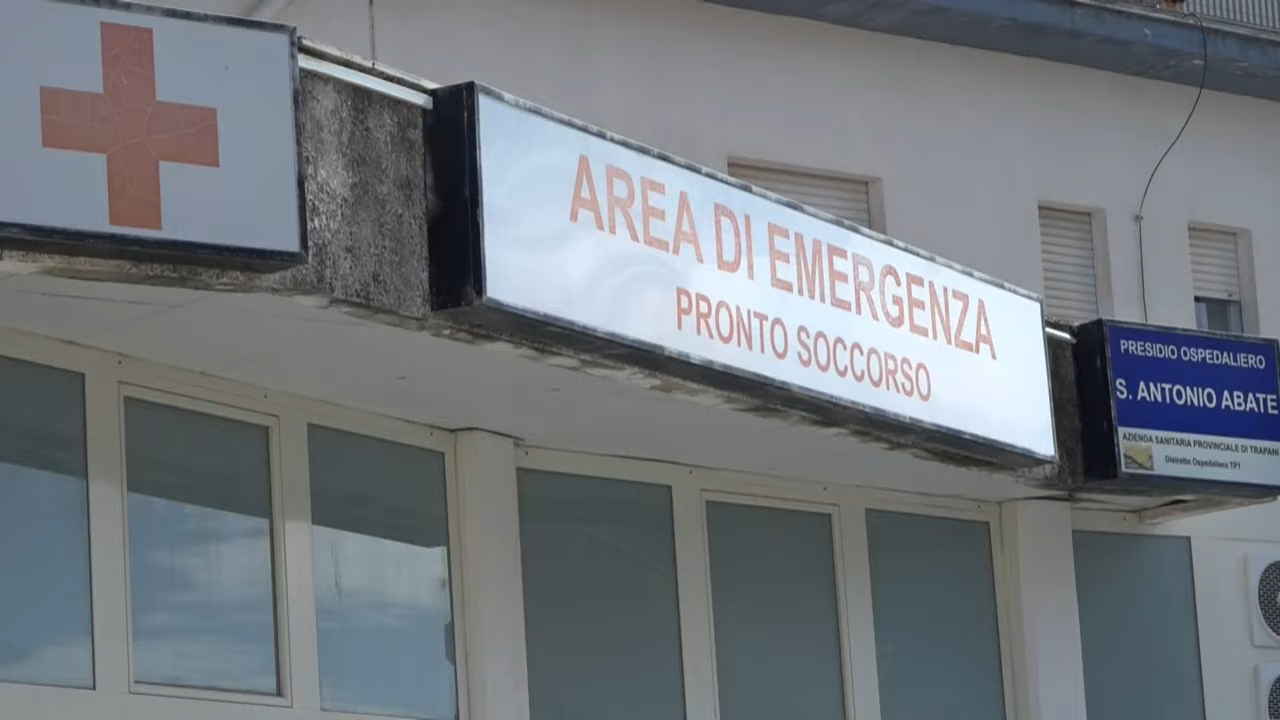 AREA DI EMERGENZA
PRONTO SOCCORSO
PRESIDIO OSPEDALIERO
S. ANTONIO ABATE
AZIENDA SANITARIA PROVINCIALE DI TRAPANI
Distretto Ospedaliero TP1